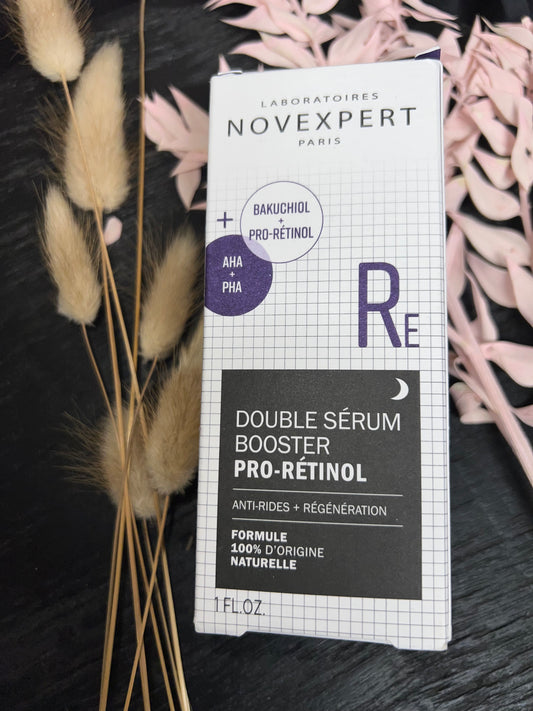 LABORATOIRES
NOVEXPERT
PARIS
BAKUCHIOL
+
PRO-RÉTINOL
+
AHA
+
PHA
RE
DOUBLE SÉRUM
BOOSTER
PRO-RÉTINOL
ANTI-RIDES + RÉGÉNÉRATION
FORMULE
100% D'ORIGINE
NATURELLE
1 FL.OZ.